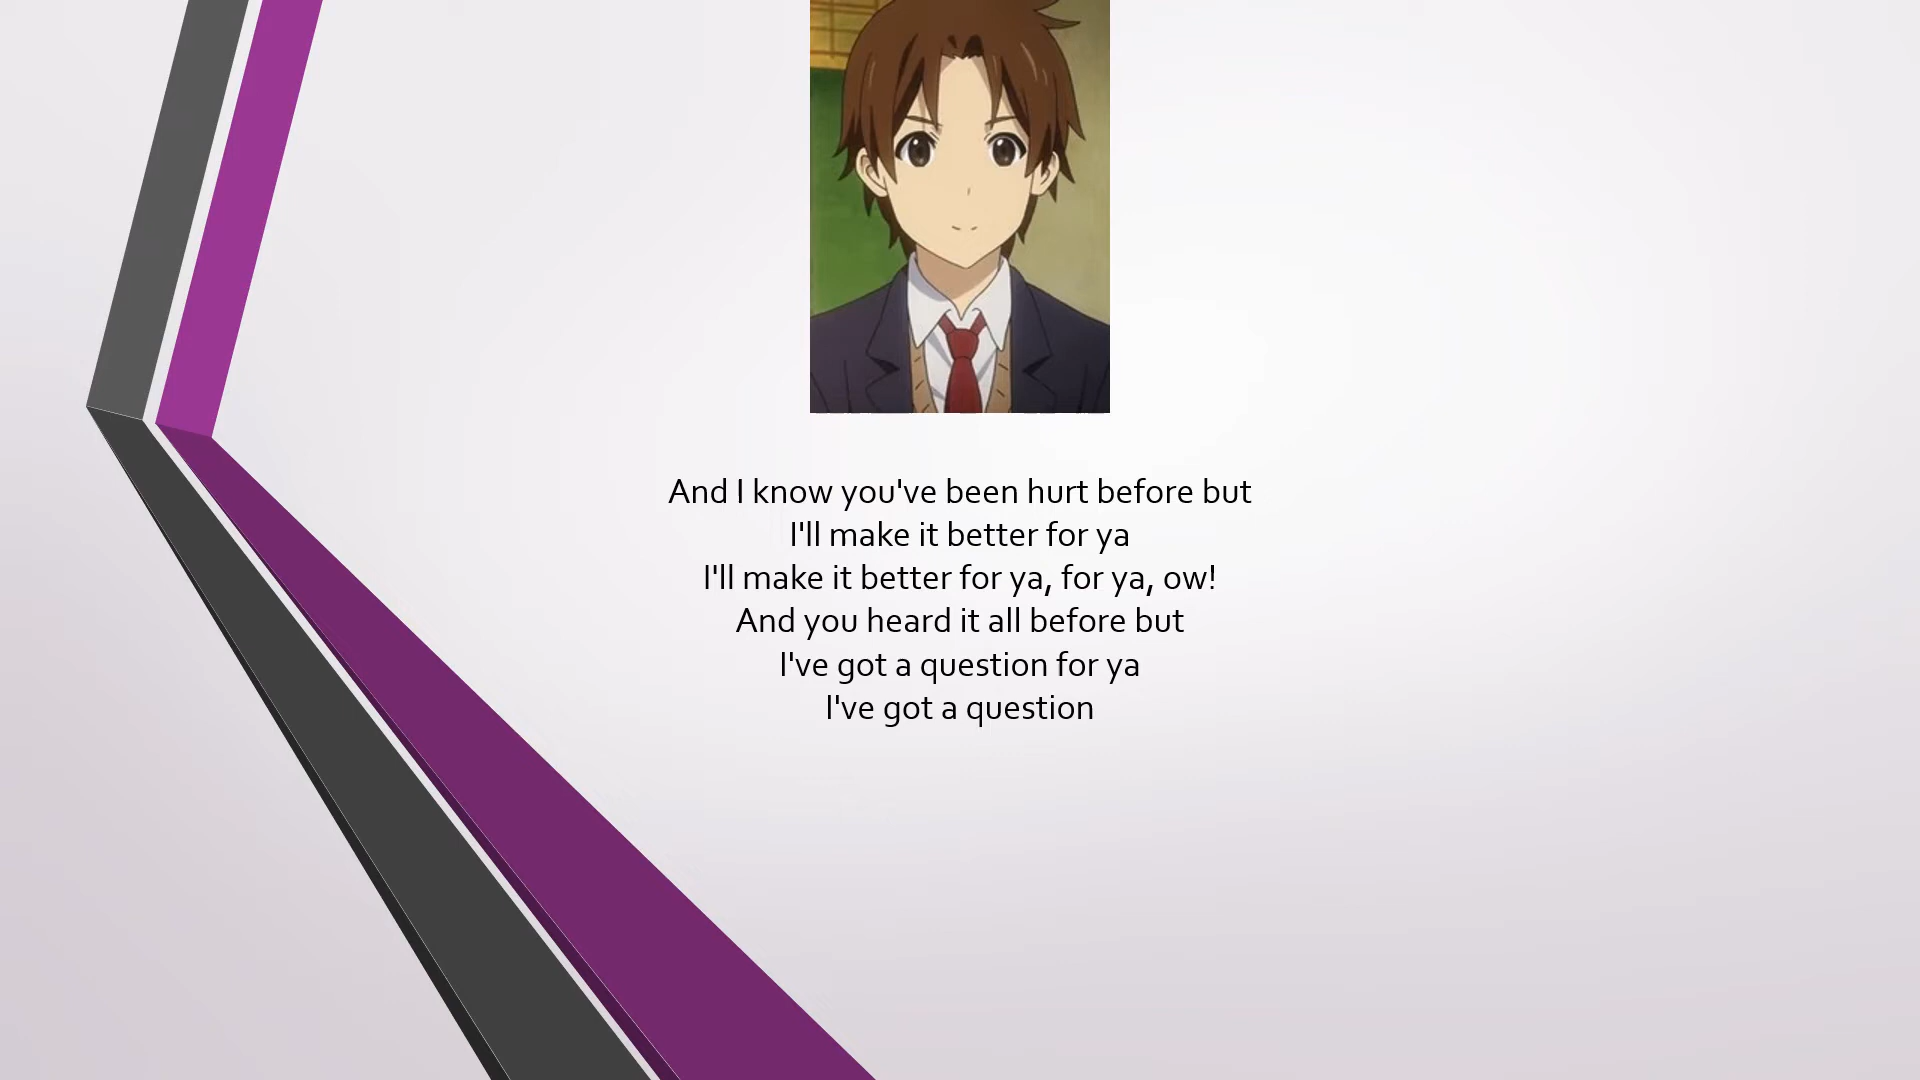 And I know you've been hurt before but
I'll make it better for ya
I'll make it better for ya, for ya, ow!
And you heard it all before but
I've got a question for ya
I've got a question